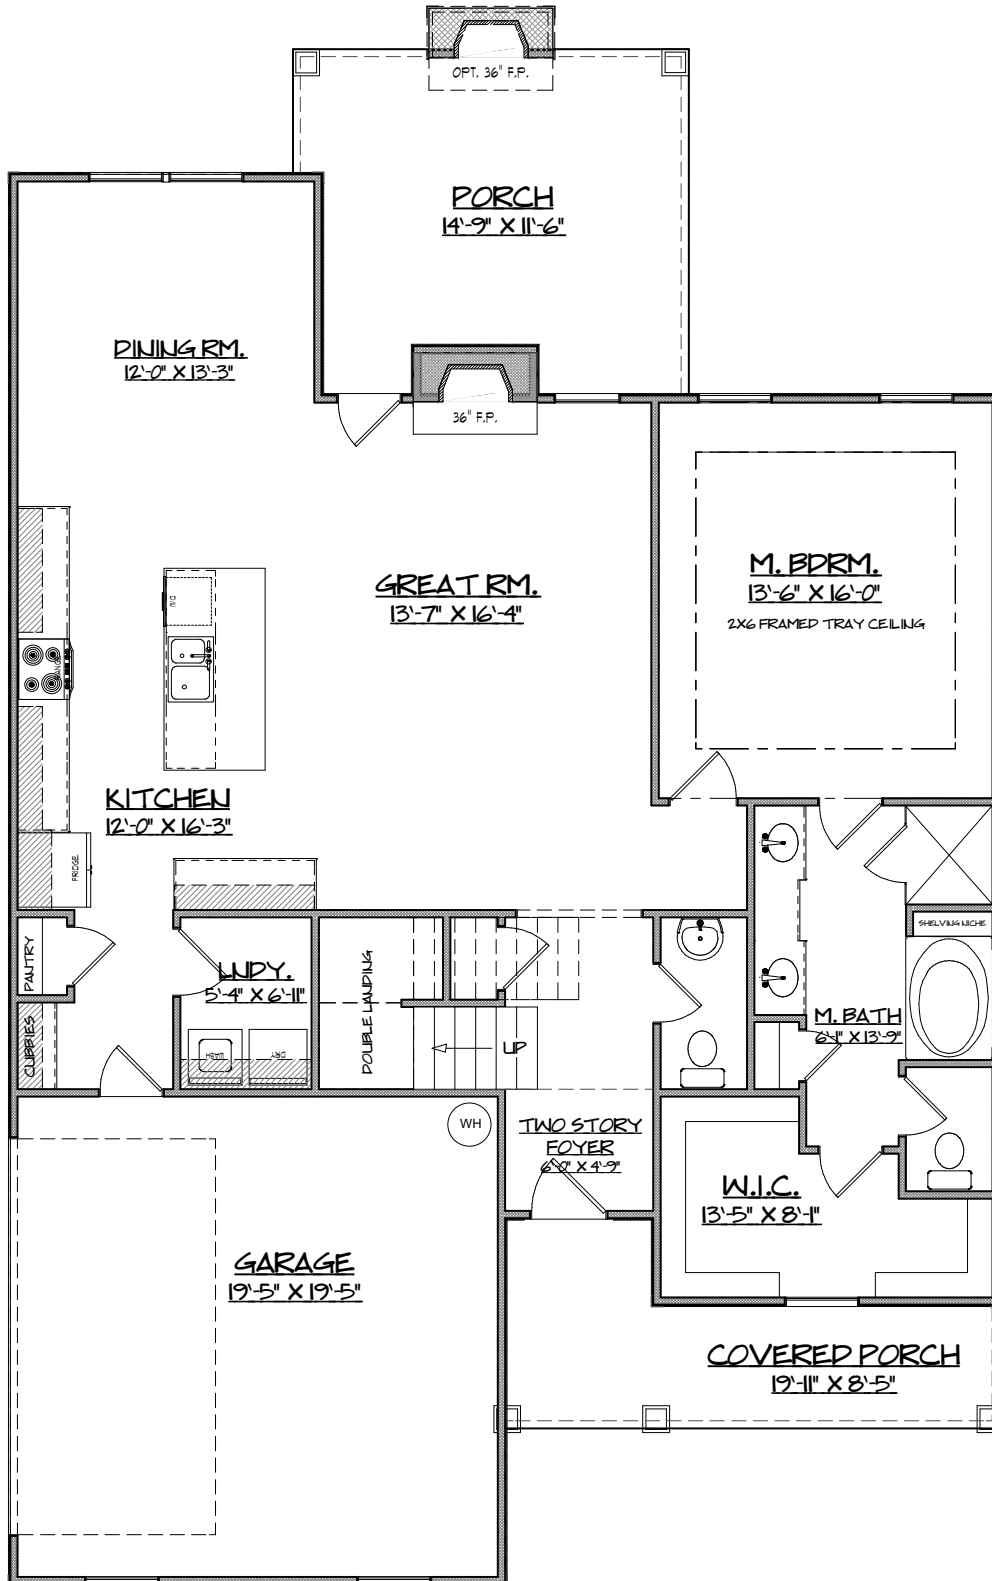 OPT. 36" F.P.
PORCH
14'-9" X 11'-6"
DINING RM.
12'-0" X 13'-3"
36" F.P.
M. BDRM.
13'-6" X 16'-0"
2X6 FRAMED TRAY CEILING
GREAT RM.
13'-7" X 16'-4"
D/W
RANGE
KITCHEN
12'-0" X 16'-3"
FRIDGE
SHELVING NICHE
PANTRY
LNDY.
5'-4" X 6'-11"
DOUBLE LANDING
M. BATH
6'-1" X 13'-9"
CUBBIES
WASH
DRY
UP
WH
TWO STORY
FOYER
6'-0" X 4'-9"
W.I.C.
13'-5" X 8'-1"
GARAGE
19'-5" X 19'-5"
COVERED PORCH
19'-11" X 8'-5"